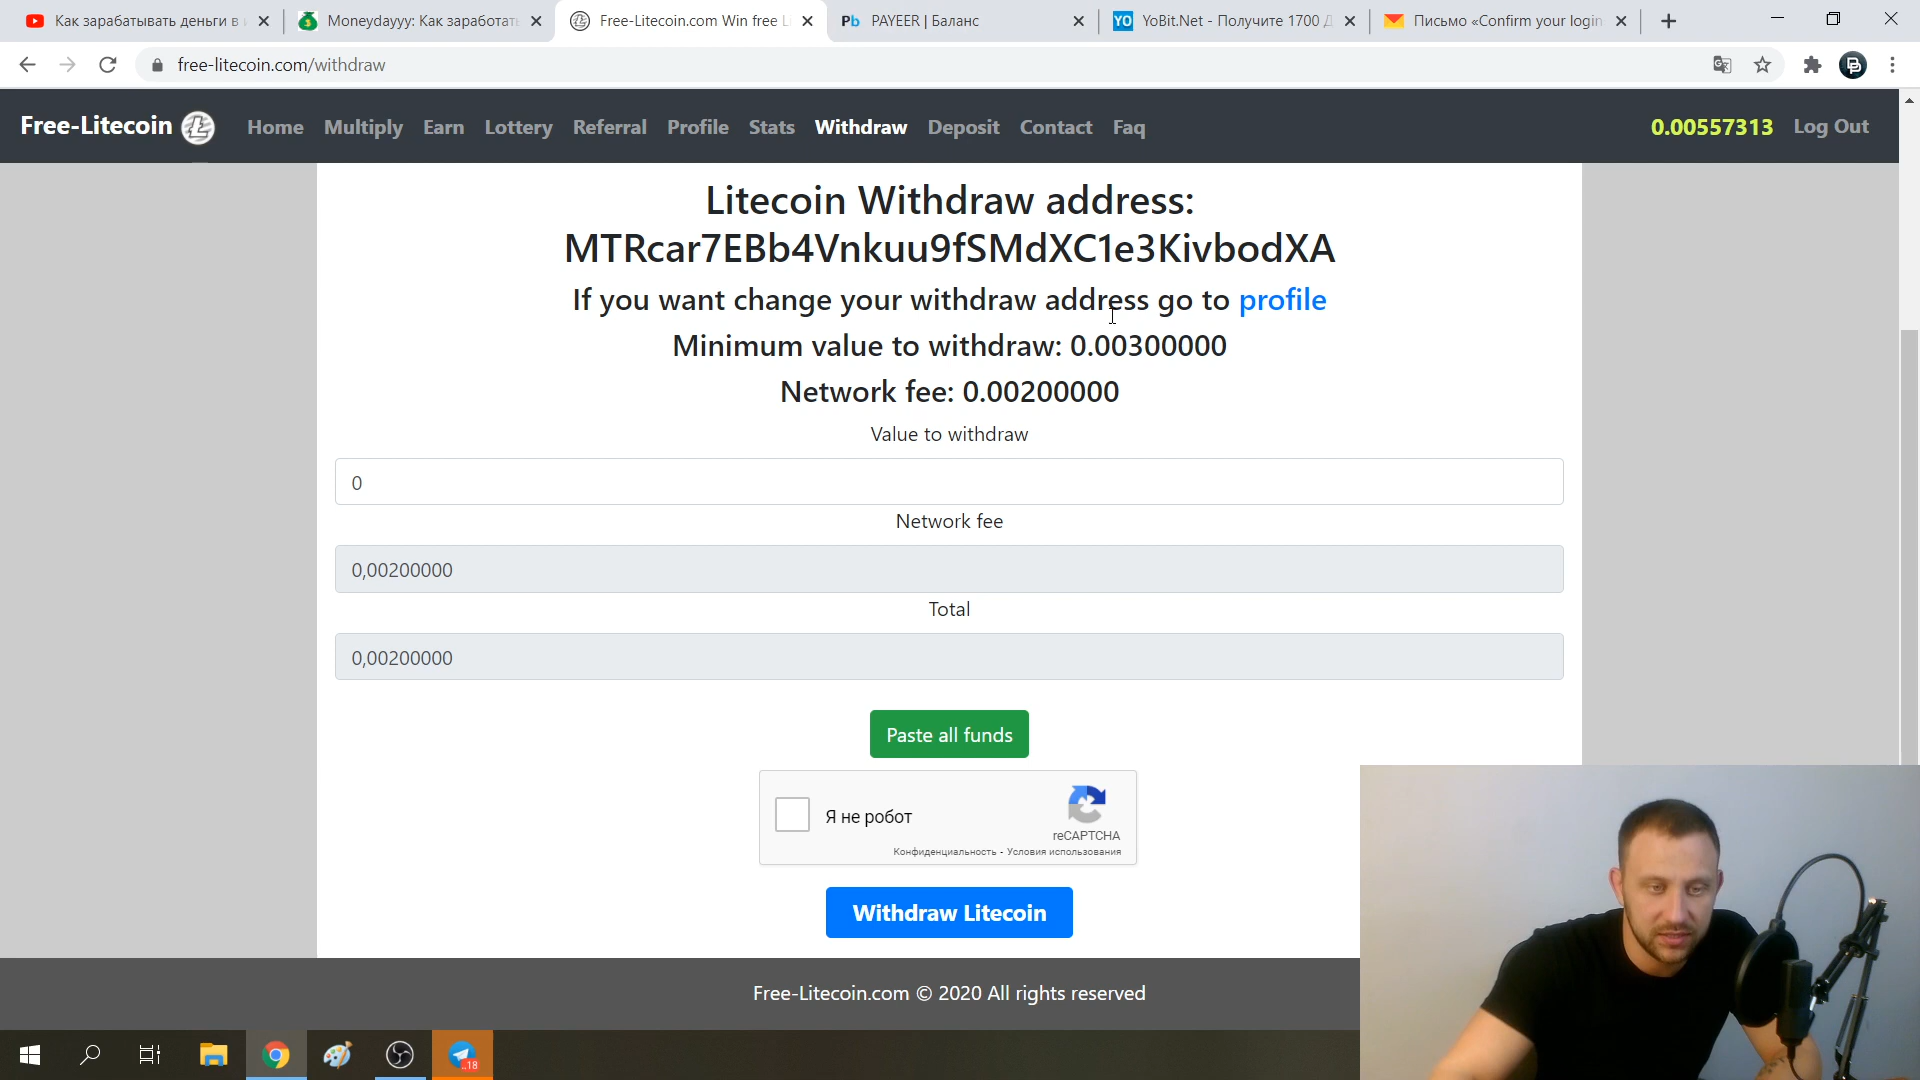 Как зарабатывать деньги в
Moneydayyy: Как заработат
Free-Litecoin.com Win free L
Pb PAYEER | Баланс
YO YoBit.Net - Получите 1700 Д
Письмо «Confirm your login
free-litecoin.com/withdraw
Free-Litecoin
Home Multiply Earn Lottery Referral Profile Stats Withdraw Deposit Contact Faq
0.00557313 Log Out
Litecoin Withdraw address:
MTRcar7EBb4Vnkuu9fSMdXC1e3KivbodXA
If you want change your withdraw address go to profile
Minimum value to withdraw: 0.00300000
Network fee: 0.00200000
Value to withdraw
0
Network fee
0,00200000
Total
0,00200000
Paste all funds
Я не робот
reCAPTCHA
Конфиденциальность - Условия использования
Withdraw Litecoin
Free-Litecoin.com © 2020 All rights reserved
18